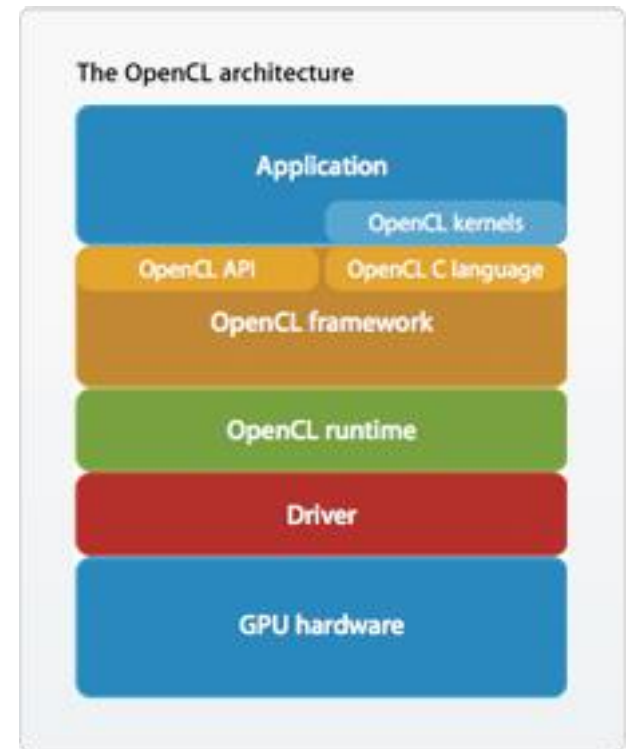 The OpenCL architecture
Application
OpenCL kernels
OpenCL API
OpenCL C language
OpenCL framework
OpenCL runtime
Driver
GPU hardware